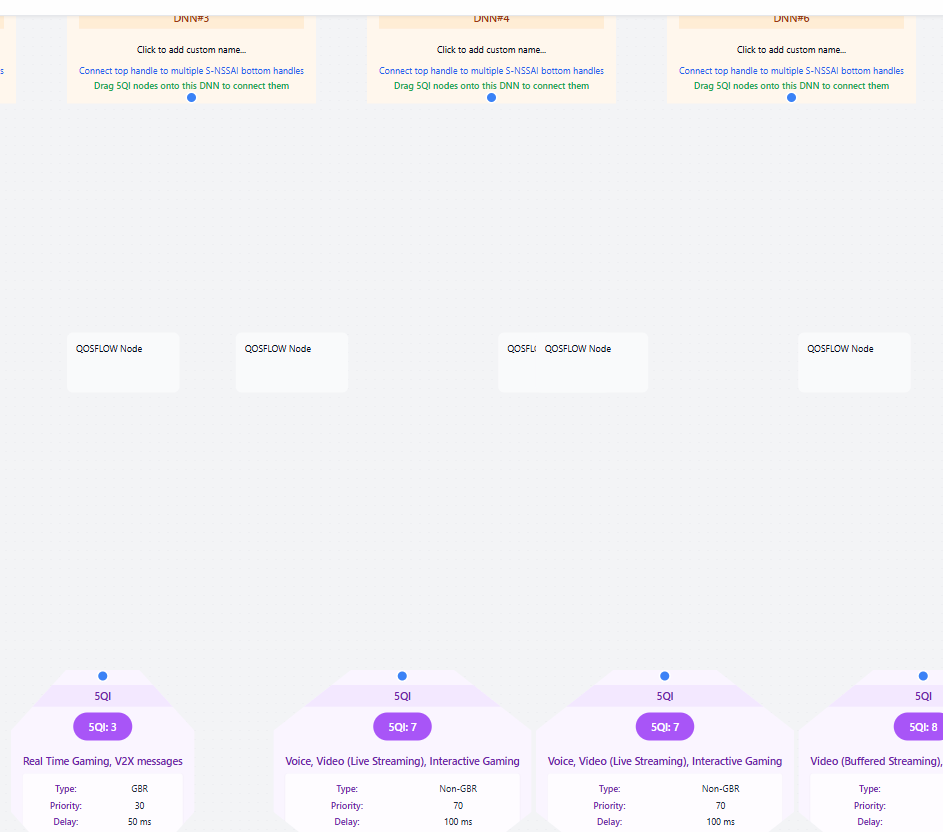 DNN#3
DNN#4
DNN#6
Click to add custom name...
Click to add custom name...
Click to add custom name...
s
Connect top handle to multiple S-NSSAI bottom handles
Connect top handle to multiple S-NSSAI bottom handles
Connect top handle to multiple S-NSSAI bottom handles
Drag 5QI nodes onto this DNN to connect them
Drag 5QI nodes onto this DNN to connect them
Drag 5QI nodes onto this DNN to connect them
QOSFLOW Node
QOSFLOW Node
QOSFL
QOSFLOW Node
QOSFLOW Node
5QI
5QI
5QI
5QI
5QI: 3
5QI: 7
5QI: 7
5QI: 8
Real Time Gaming, V2X messages
Voice, Video (Live Streaming), Interactive Gaming
Voice, Video (Live Streaming), Interactive Gaming
Video (Buffered Streaming),
Type: GBR
Type: Non-GBR
Type: Non-GBR
Type:
Priority: 30
Priority: 70
Priority: 70
Priority:
Delay: 50 ms
Delay: 100 ms
Delay: 100 ms
Delay: